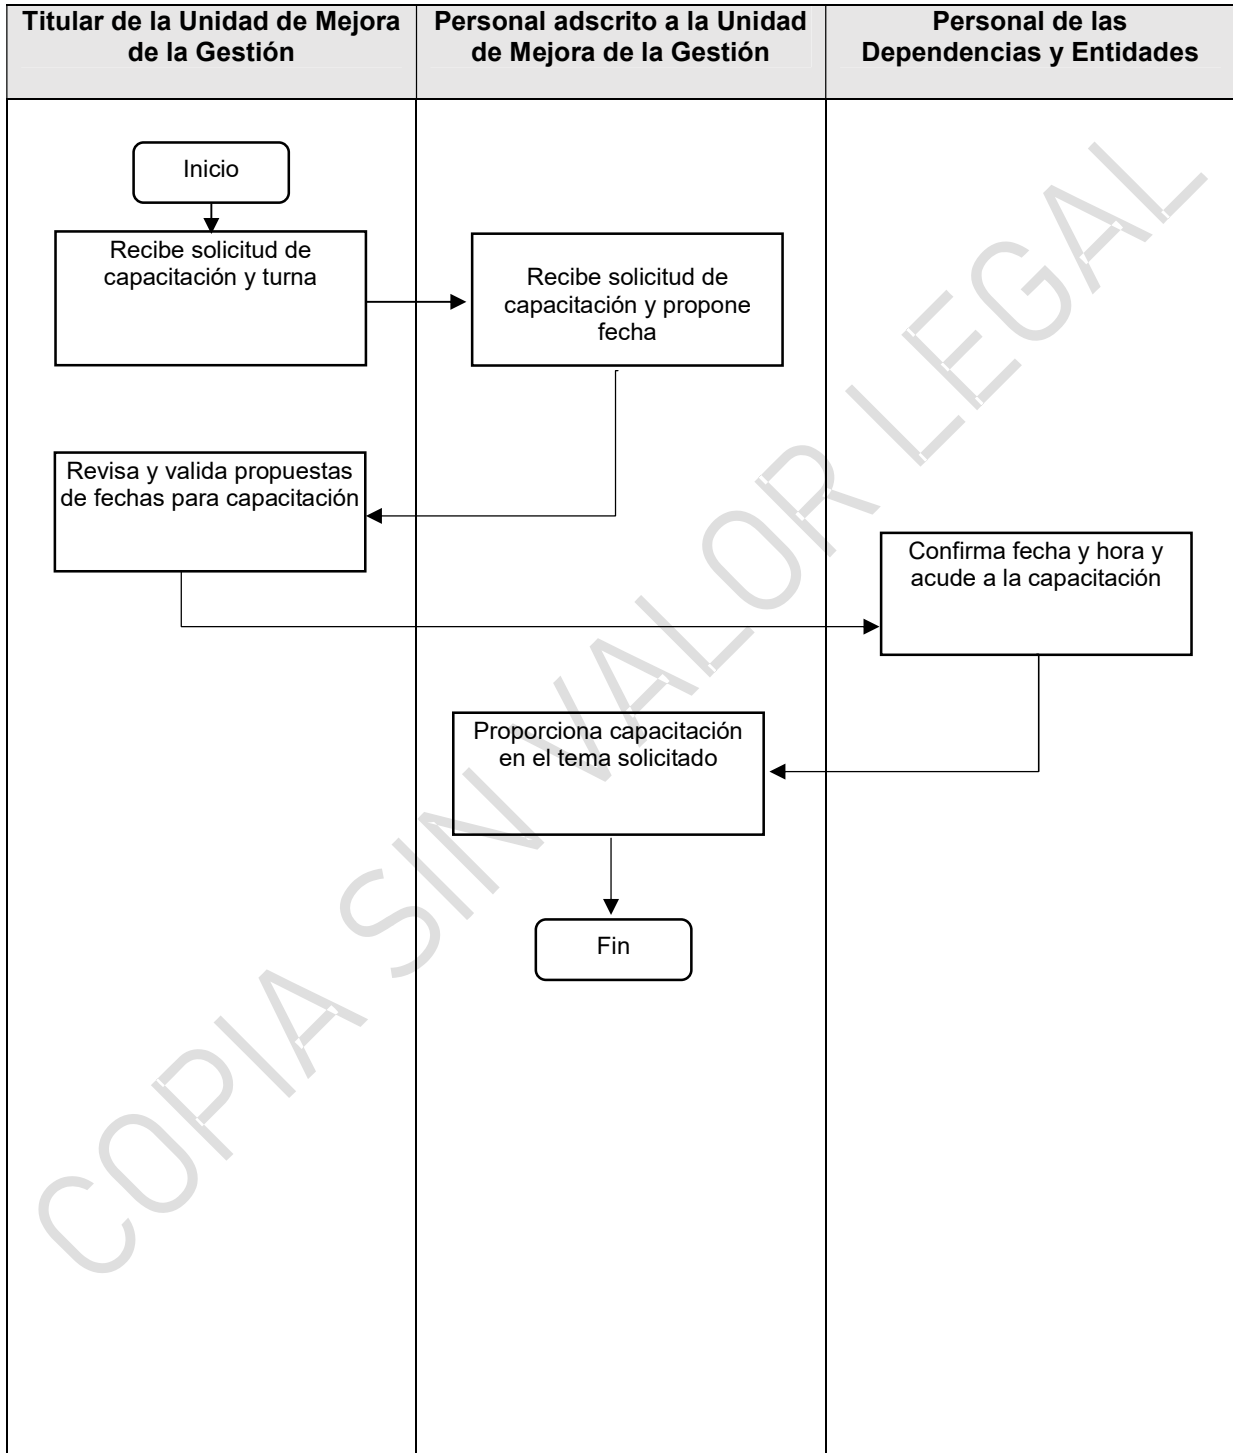 Titular de la Unidad de Mejora
de la Gestión
Personal adscrito a la Unidad
de Mejora de la Gestión
Personal de las
Dependencias y Entidades
Inicio
Recibe solicitud de
capacitación y turna
Recibe solicitud de
capacitación y propone
fecha
Revisa y valida propuestas
de fechas para capacitación
Confirma fecha y hora y
acude a la capacitación
Proporciona capacitación
en el tema solicitado
Fin
COPIA SIN VALOR LEGAL